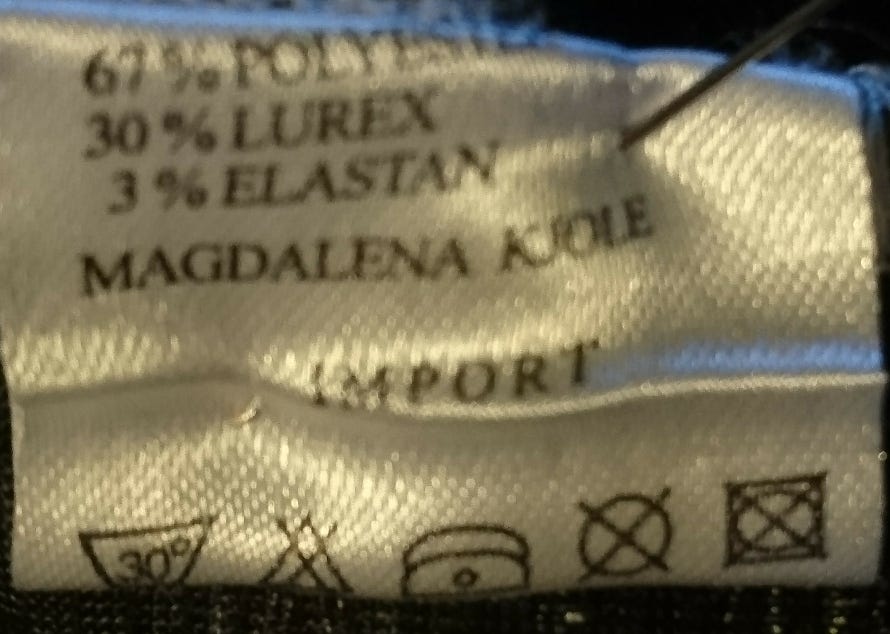 67 % POLYESTER
30 % LUREX
3 % ELASTAN
MAGDALENA KJOLE
IMPORT
30°